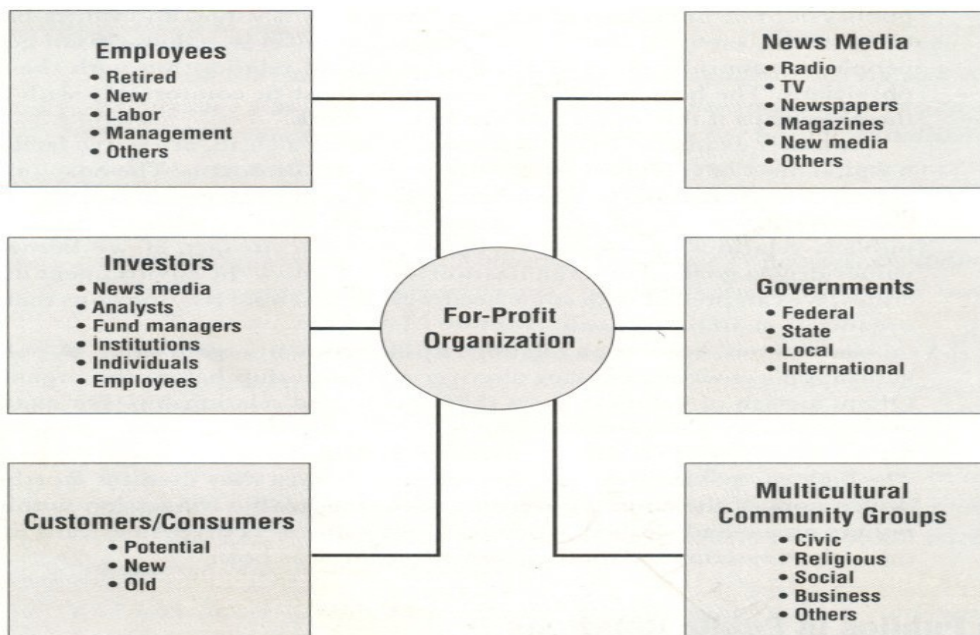 Employees
• Retired
• New
• Labor
• Management
• Others
News Media
• Radio
• TV
• Newspapers
• Magazines
• New media
• Others
Investors
• News media
• Analysts
• Fund managers
• Institutions
• Individuals
• Employees
For-Profit
Organization
Governments
• Federal
• State
• Local
• International
Customers/Consumers
• Potential
• New
• Old
Multicultural
Community Groups
• Civic
• Religious
• Social
• Business
• Others